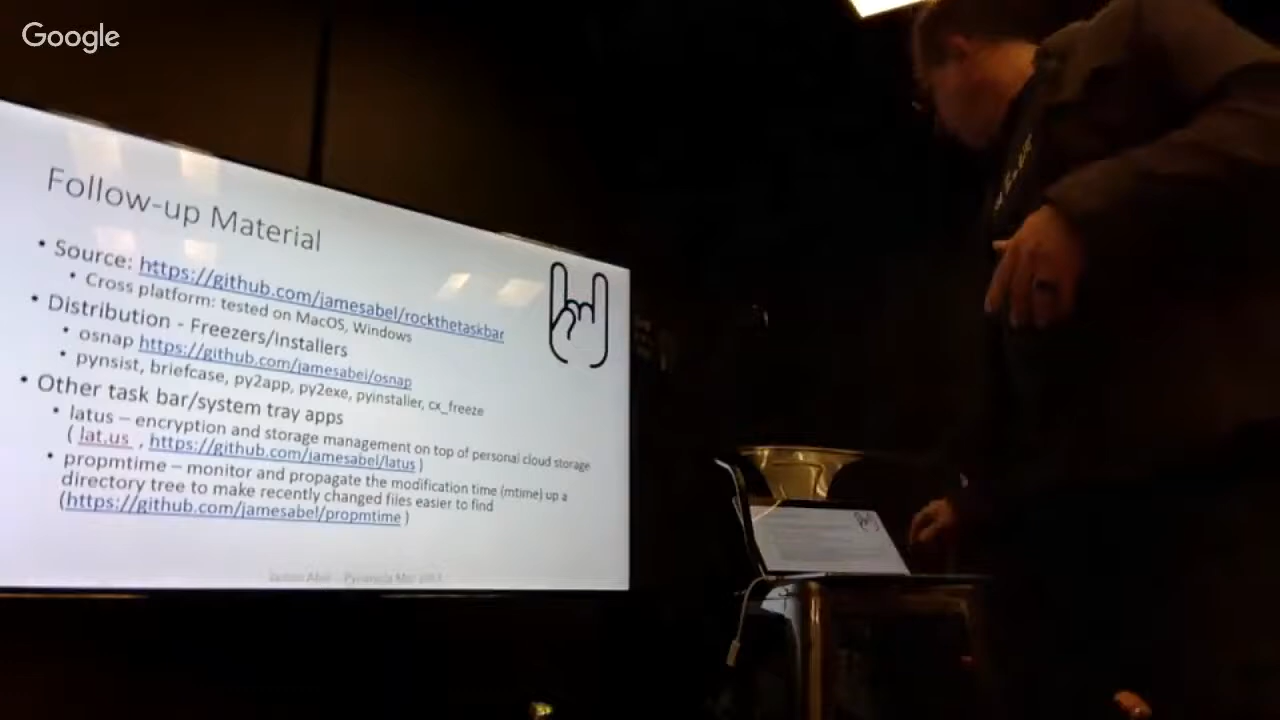 Google
Follow-up Material
• Source: https://github.com/jamesabel/rockthetaskbar
• Cross platform: tested on MacOS, Windows
• Distribution - Freezers/Installers
• osnap https://github.com/jamesabel/osnap
• pynsist, briefcase, py2app, py2exe, pyinstaller, cx_freeze
• Other task bar/system tray apps
• latus – encryption and storage management on top of personal cloud storage
( lat.us , https://github.com/jamesabel/latus )
• propmtime – monitor and propagate the modification time (mtime) up a
directory tree to make recently changed files easier to find
(https://github.com/jamesabel/propmtime )
James Abel